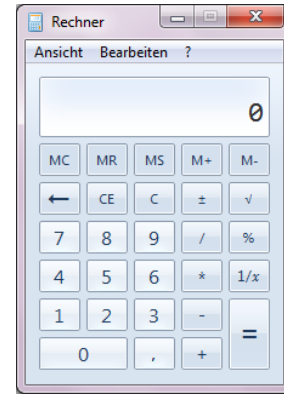 Rechner
Ansicht Bearbeiten ?
0
MC MR MS M+ M-
← CE C ± √
7 8 9 / %
4 5 6 * 1/x
1 2 3 -
=
0 , +